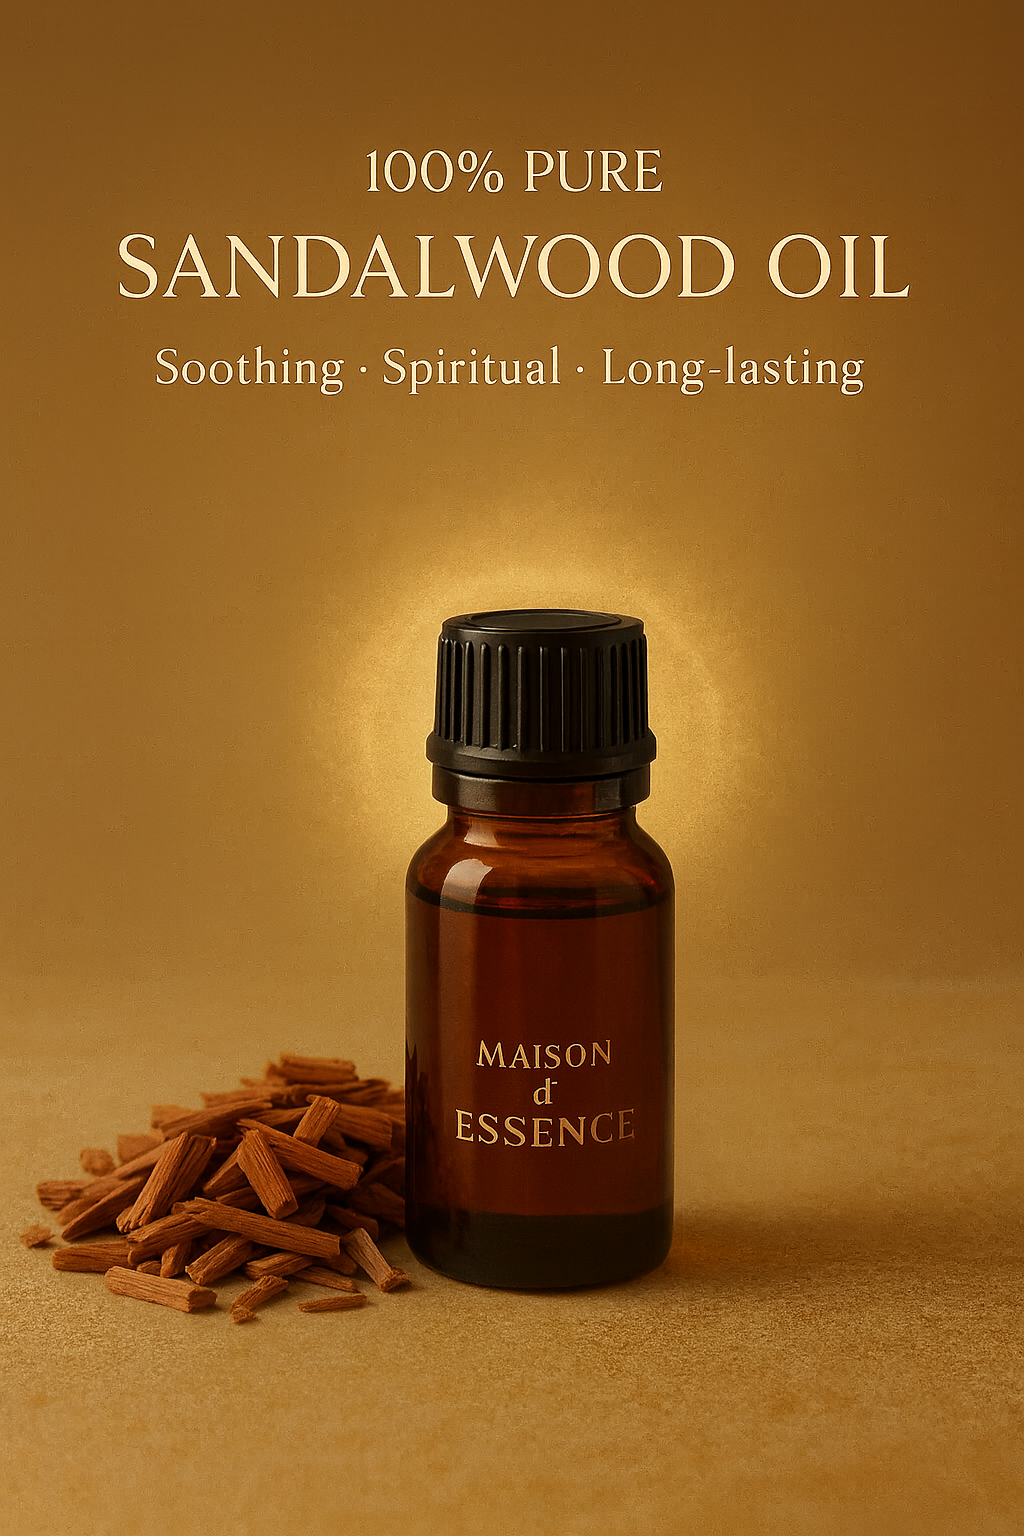 100% PURE
SANDALWOOD OIL
Soothing · Spiritual · Long-lasting
MAISON
d'
ESSENCE